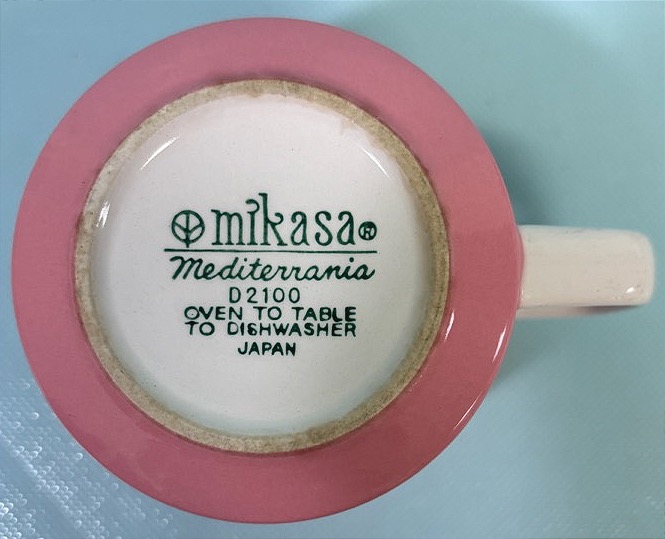 mikasa®
Mediterrania
D2100
OVEN TO TABLE
TO DISHWASHER
JAPAN